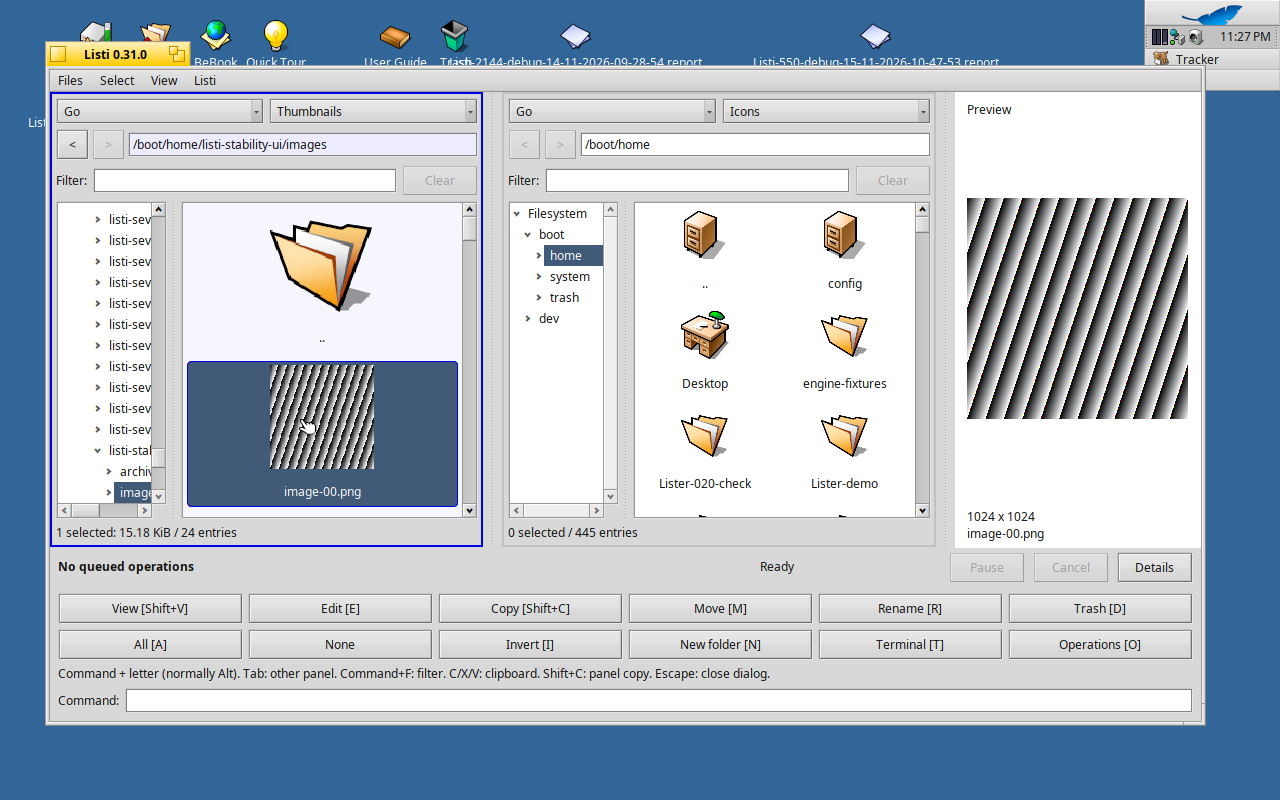 BeBook
Quick Tour
User Guide
Trash
Listi-2144-debug-14-11-2026-09-28-54 report
Listi-550-debug-15-11-2026-10-47-53 report
11:27 PM
Tracker
Listi 0.31.0
Files Select View Listi
Go
Thumbnails
< >
/boot/home/listi-stability-ui/images
Filter:
Clear
listi-sev
listi-sev
listi-sev
listi-sev
listi-sev
listi-sev
listi-sev
listi-sev
listi-sev
listi-sev
listi-sev
listi-stal
archiv
image
..
image-00.png
1 selected: 15.18 KiB / 24 entries
Go
Icons
< >
/boot/home
Filter:
Clear
Filesystem
boot
home
system
trash
dev
..
config
Desktop
engine-fixtures
Lister-020-check
Lister-demo
0 selected / 445 entries
Preview
1024 x 1024
image-00.png
No queued operations
Ready
Pause
Cancel
Details
View [Shift+V]
Edit [E]
Copy [Shift+C]
Move [M]
Rename [R]
Trash [D]
All [A]
None
Invert [I]
New folder [N]
Terminal [T]
Operations [O]
Command + letter (normally Alt). Tab: other panel. Command+F: filter. C/X/V: clipboard. Shift+C: panel copy. Escape: close dialog.
Command: